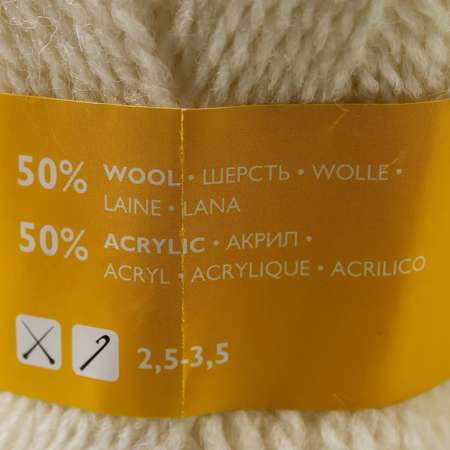 50% WOOL • ШЕРСТЬ • WOLLE •
LAINE • LANA
50% ACRYLIC • АКРИЛ •
ACRYL • ACRYLIQUE • ACRILICO
2,5-3,5